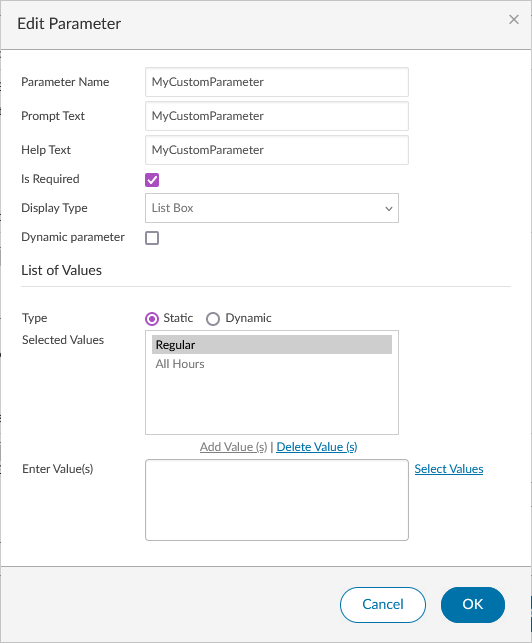 Edit Parameter
Parameter Name MyCustomParameter
Prompt Text MyCustomParameter
Help Text MyCustomParameter
Is Required
Display Type List Box
Dynamic parameter
List of Values
Type Static Dynamic
Selected Values Regular
All Hours
Add Value (s) | Delete Value (s)
Enter Value(s) Select Values
Cancel OK